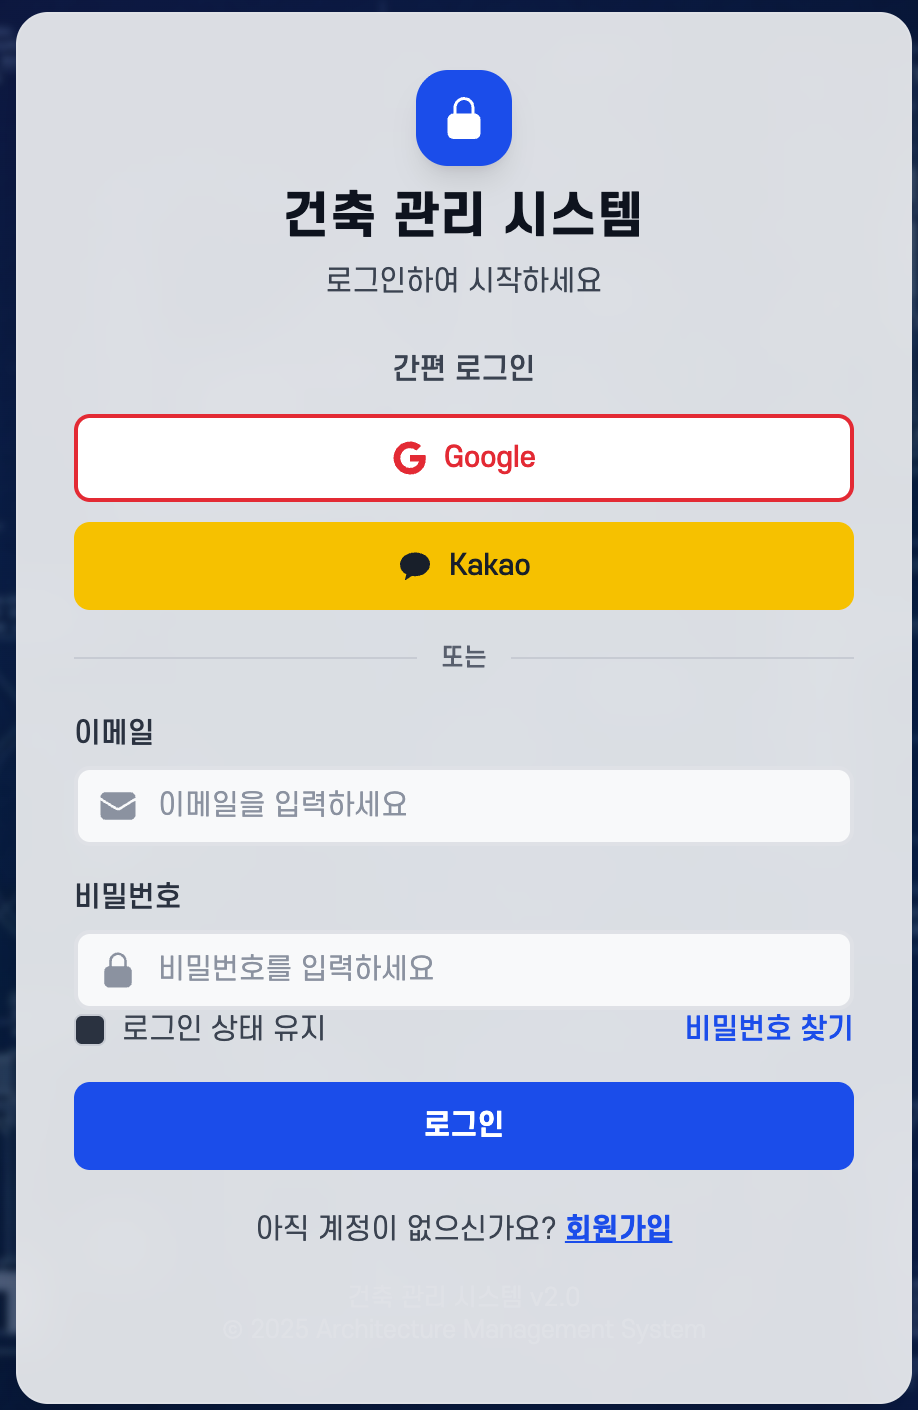 건축 관리 시스템
로그인하여 시작하세요
간편 로그인
Google
Kakao
또는
이메일
이메일을 입력하세요
비밀번호
비밀번호를 입력하세요
로그인 상태 유지 비밀번호 찾기
로그인
아직 계정이 없으신가요? 회원가입
건축 관리 시스템 v2.0
© 2025 Architecture Management System